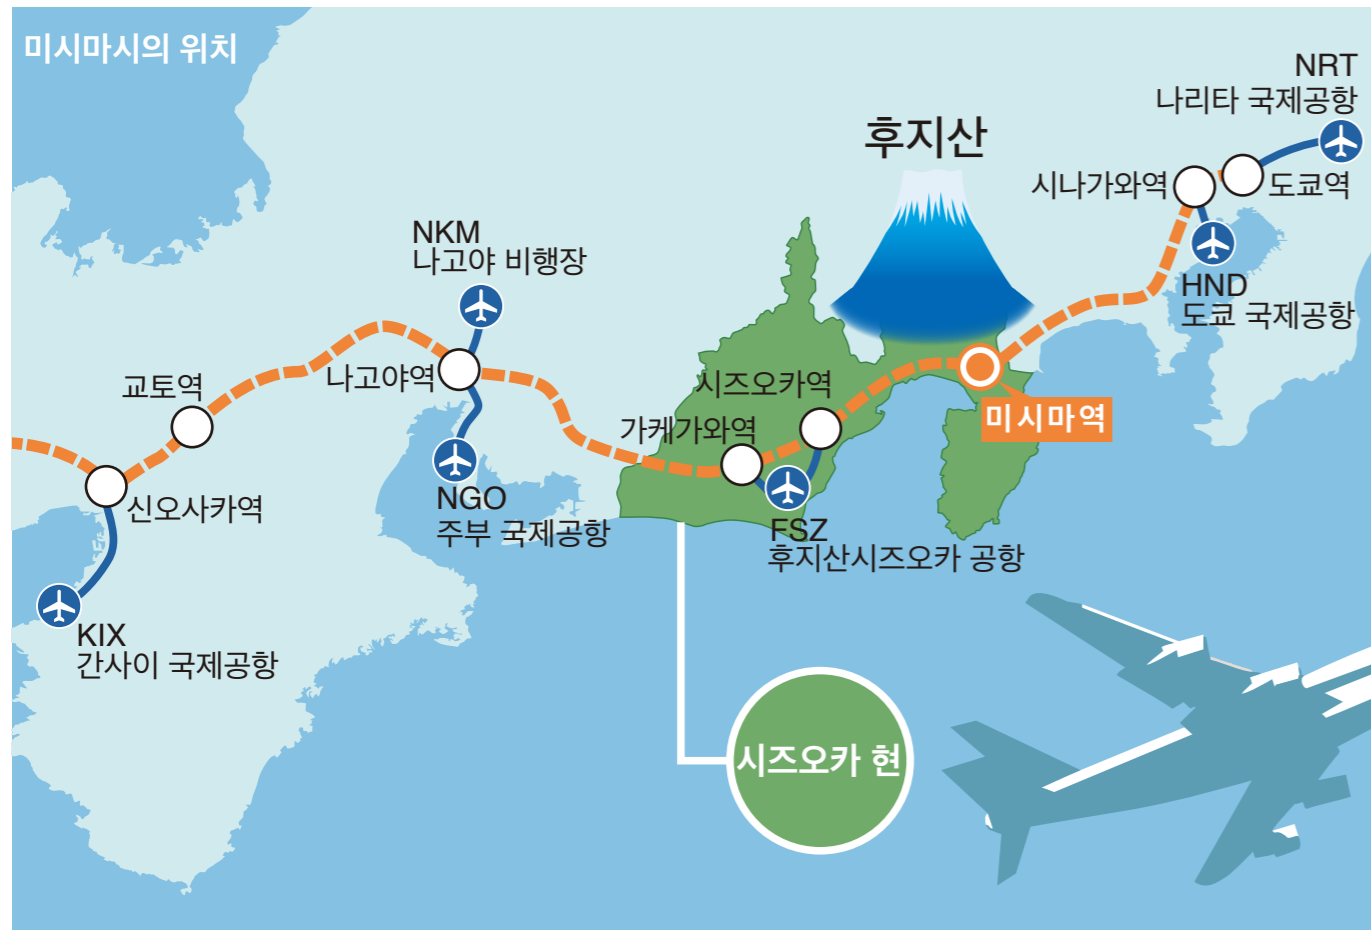 미시마시의 위치
NRT
나리타 국제공항
후지산
시나가와역
도쿄역
NKM
나고야 비행장
HND
도쿄 국제공항
교토역
나고야역
시즈오카역
미시마역
가케가와역
신오사카역
NGO
주부 국제공항
FSZ
후지산시즈오카 공항
KIX
간사이 국제공항
시즈오카 현